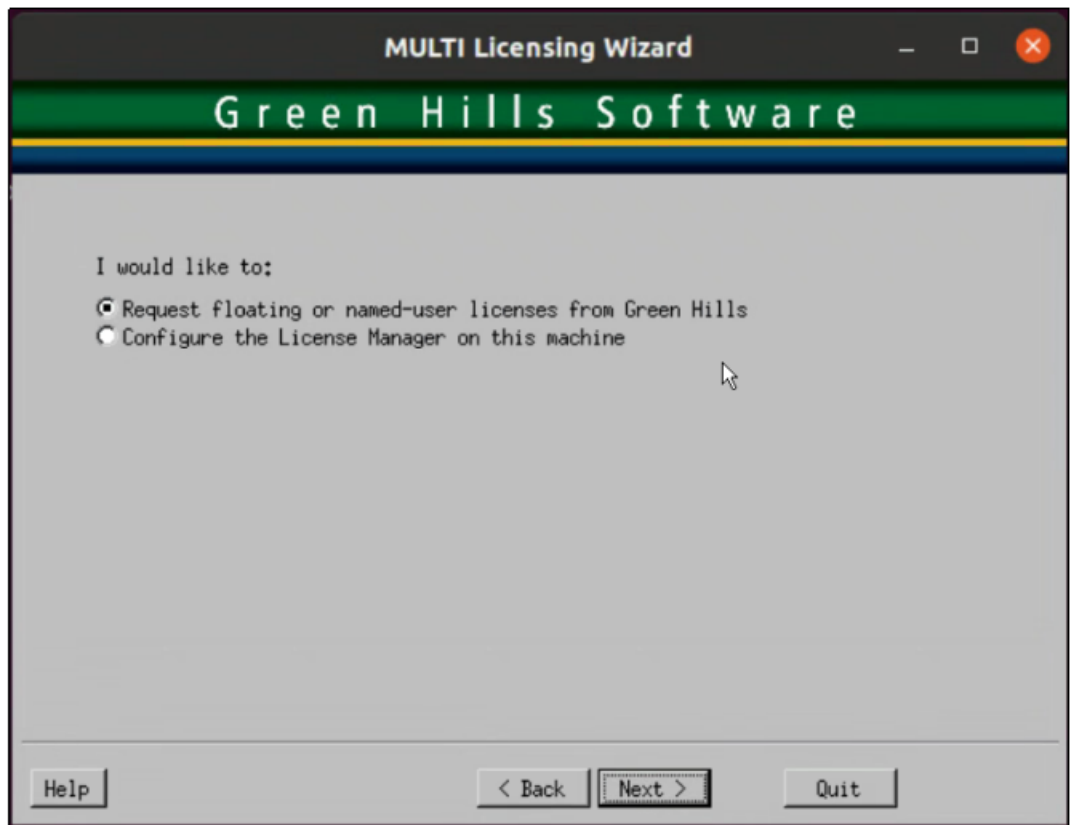 MULTI Licensing Wizard
Green Hills Software
I would like to:
Request floating or named-user licenses from Green Hills
Configure the License Manager on this machine
Help < Back Next > Quit